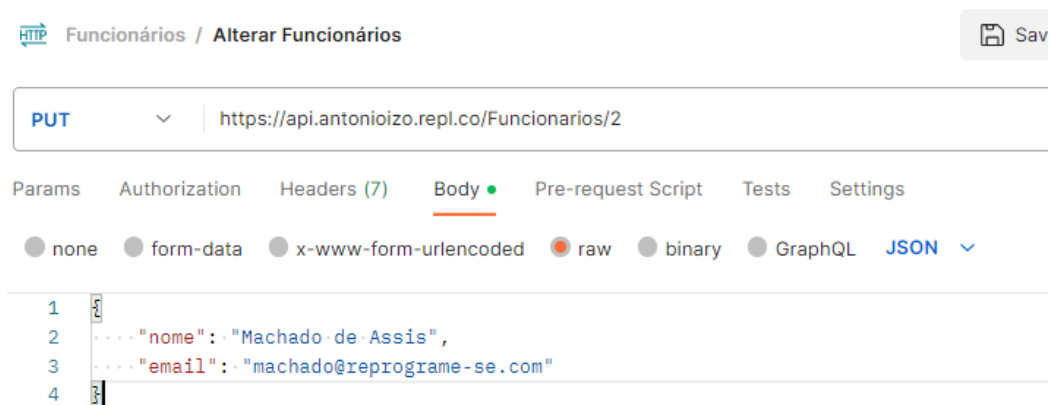 HTTP Funcionários / Alterar Funcionários Sav
PUT https://api.antonioizo.repl.co/Funcionarios/2
Params Authorization Headers (7) Body Pre-request Script Tests Settings
none form-data x-www-form-urlencoded raw binary GraphQL JSON
1 {
2 "nome": "Machado de Assis",
3 "email": "machado@reprograme-se.com"
4 }